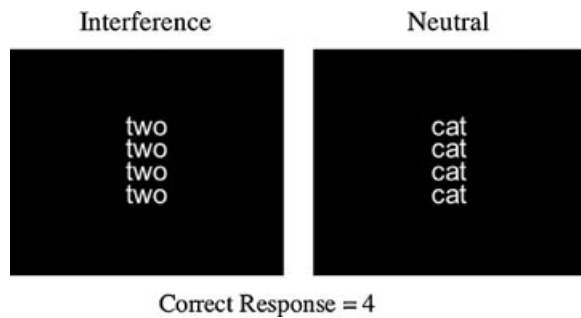 Interference
Neutral
two
two
two
two
cat
cat
cat
cat
Correct Response = 4